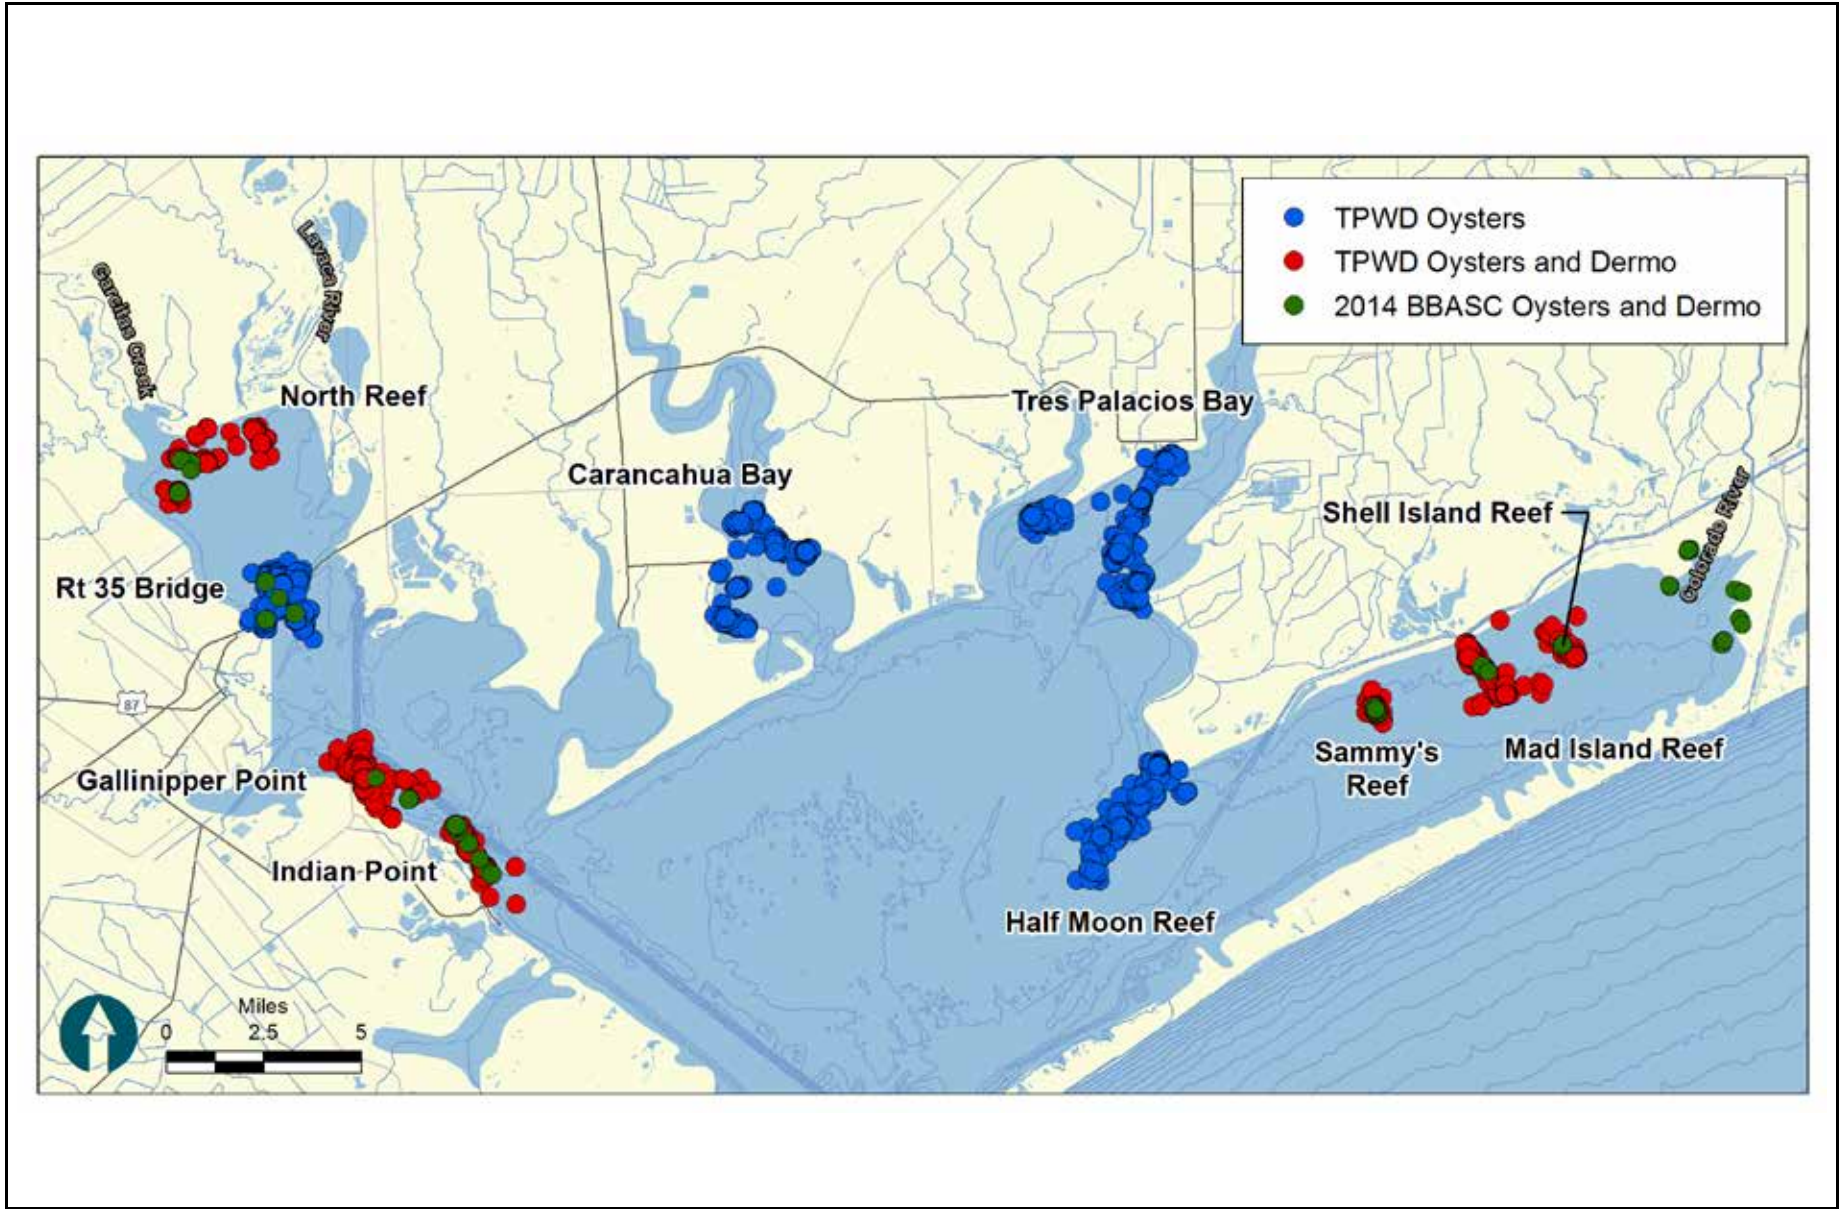 TPWD Oysters
TPWD Oysters and Dermo
2014 BBASC Oysters and Dermo
Garcitas Creek
Lavaca River
North Reef
Tres Palacios Bay
Carancahua Bay
Shell Island Reef
Colorado River
Rt 35 Bridge
87
Gallinipper Point
Sammy's
Reef
Mad Island Reef
Indian Point
Half Moon Reef
Miles
0 2.5 5